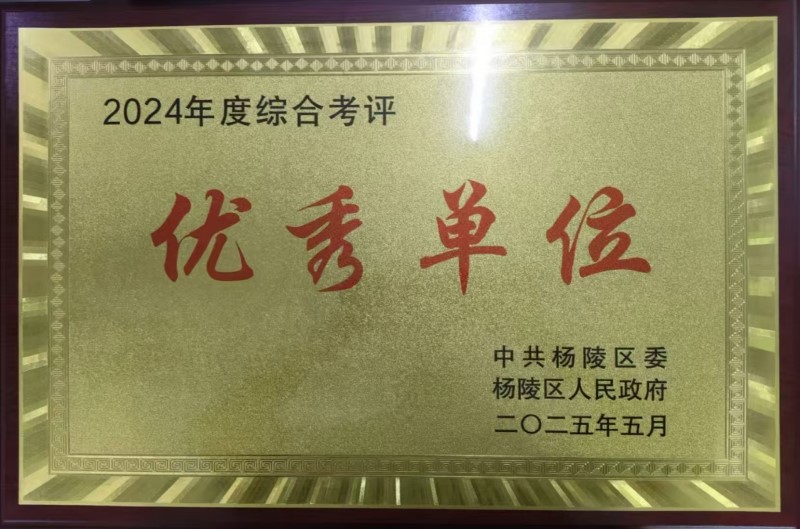 2024年度综合考评
优秀单位
中共杨陵区委
杨陵区人民政府
二〇二五年五月